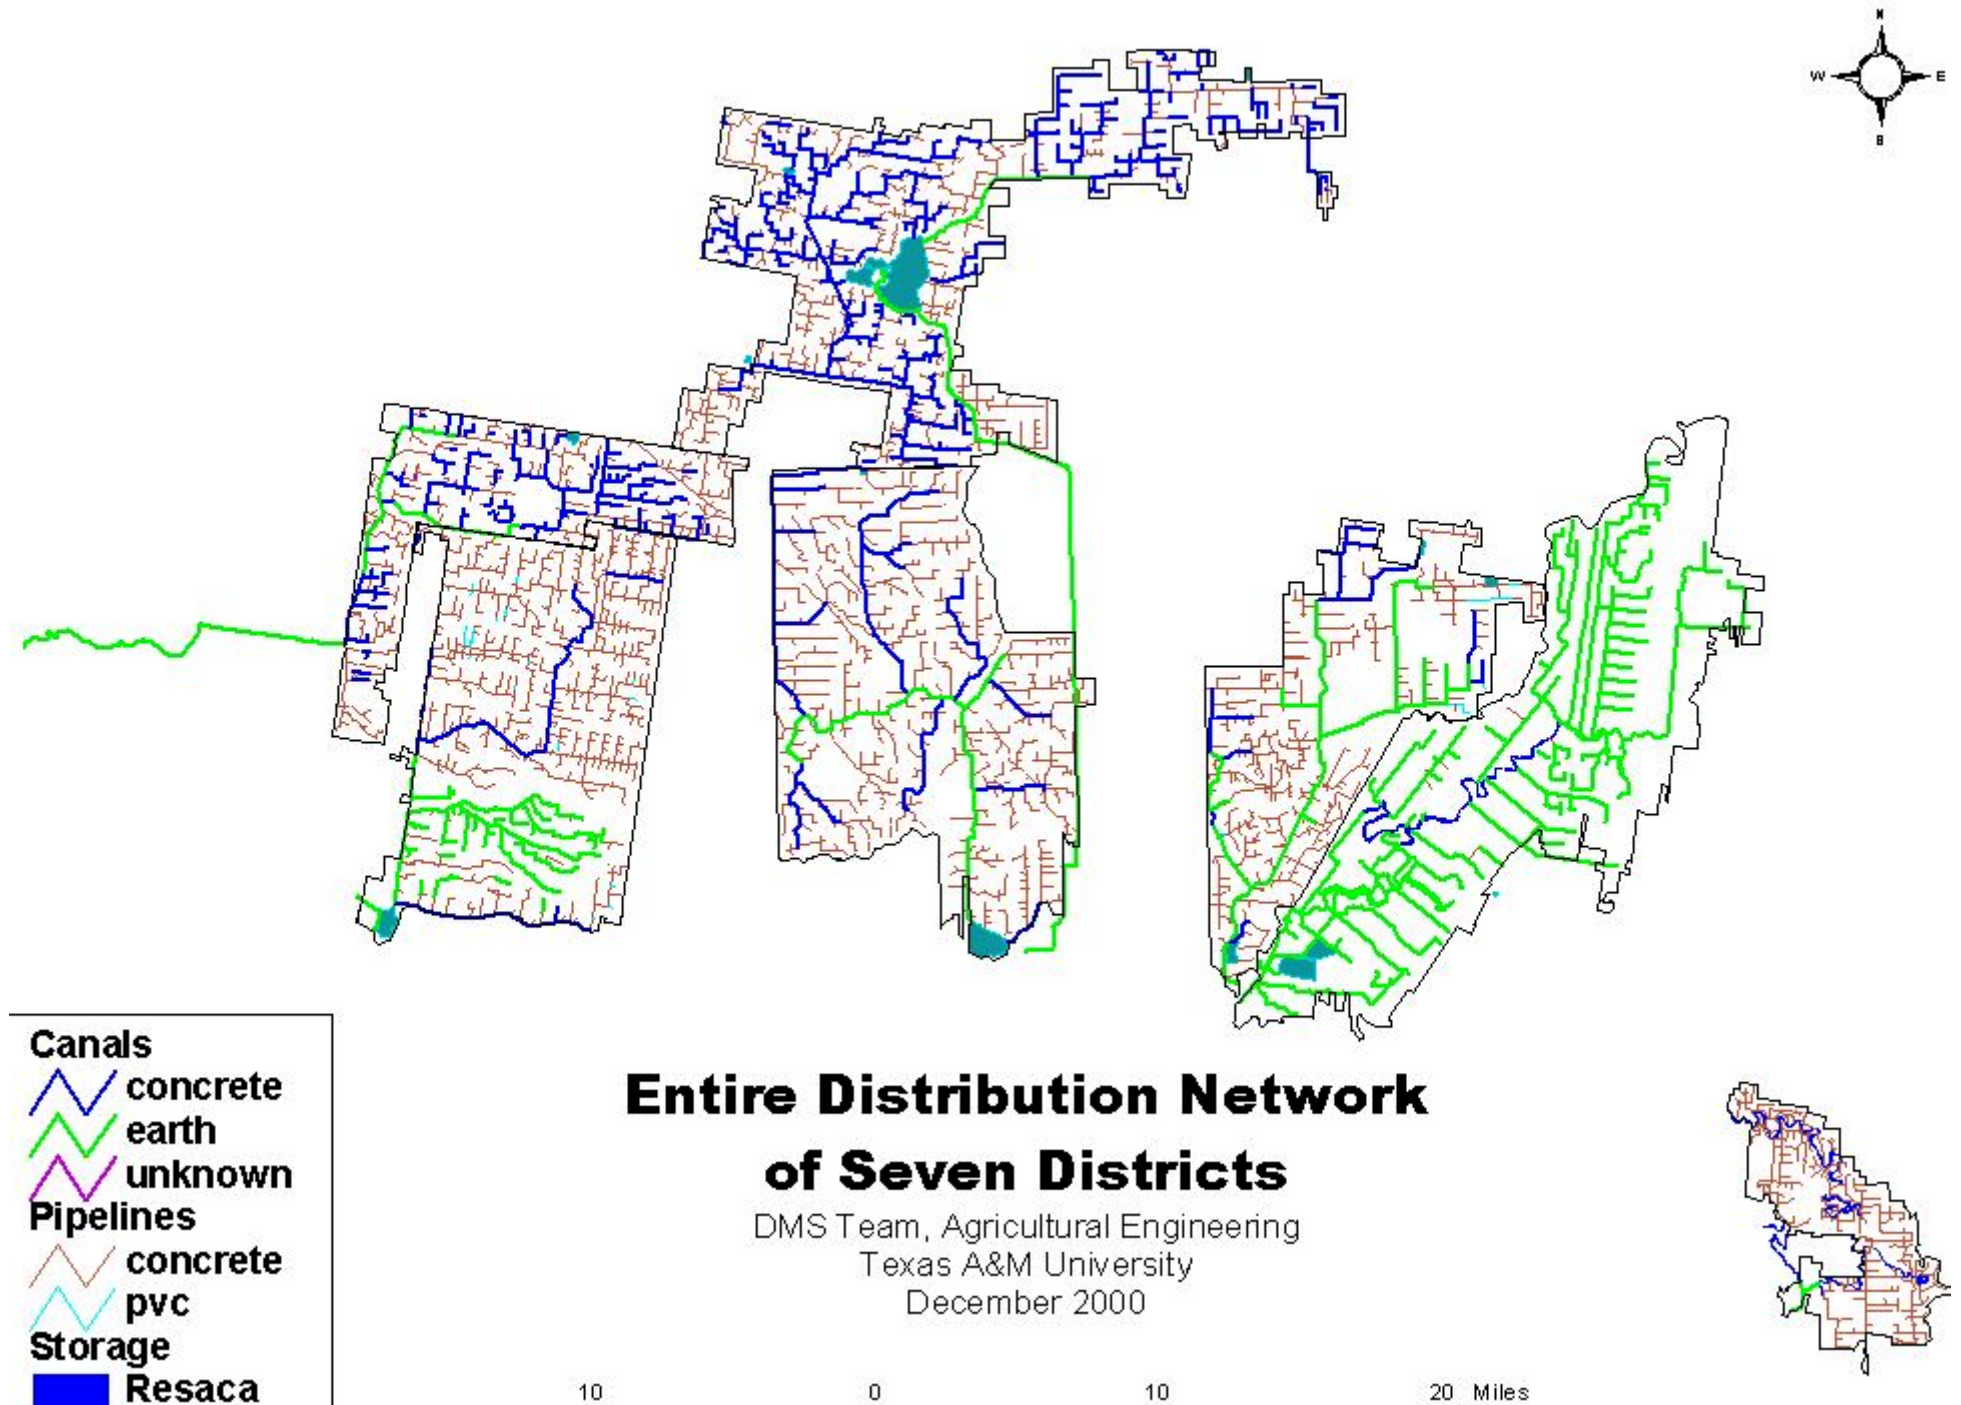 N
W E
S
Canals
concrete
earth
unknown
Pipelines
concrete
pvc
Storage
Resaca
Entire Distribution Network
of Seven Districts
DMS Team, Agricultural Engineering
Texas A&M University
December 2000
10 0 10 20 Miles